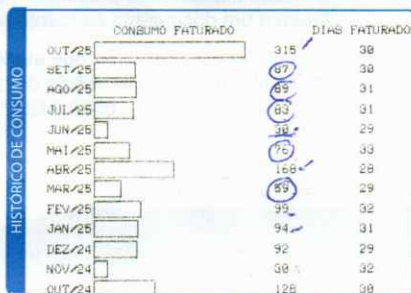 HISTÓRICO DE CONSUMO
CONSUMO FATURADO DIAS FATURADO
OUT/25 315 30
SET/25 87 30
AGO/25 89 31
JUL/25 83 31
JUN/25 30 29
MAI/25 76 33
ABR/25 168 28
MAR/25 59 29
FEV/25 99 32
JAN/25 94 31
DEZ/24 92 29
NOV/24 30 32
OUT/24 128 30